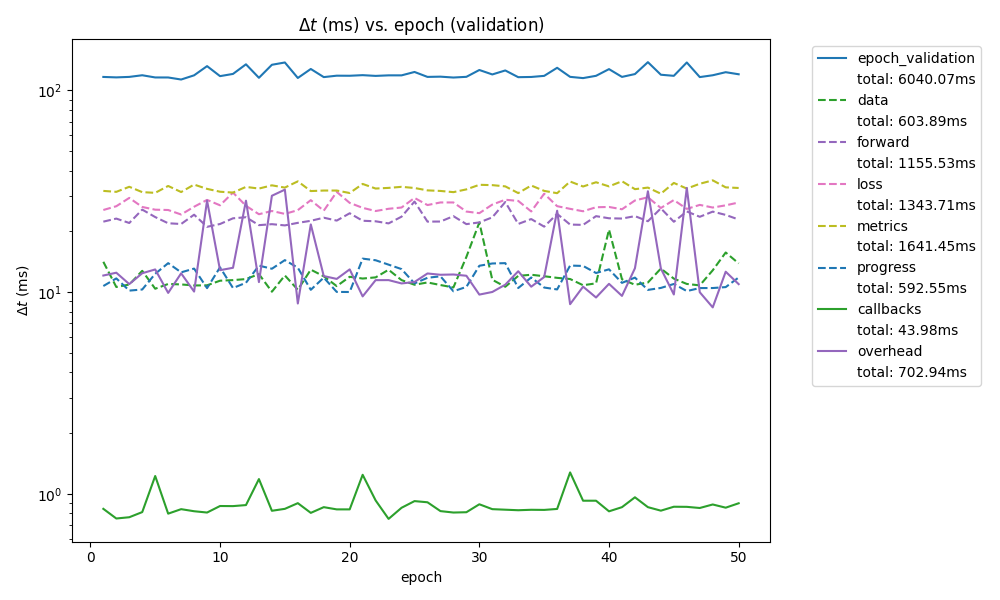 Δt (ms) vs. epoch (validation)
Δt (ms)
10²
10¹
10⁰
0 10 20 30 40 50
epoch
epoch_validation
total: 6040.07ms
data
total: 603.89ms
forward
total: 1155.53ms
loss
total: 1343.71ms
metrics
total: 1641.45ms
progress
total: 592.55ms
callbacks
total: 43.98ms
overhead
total: 702.94ms